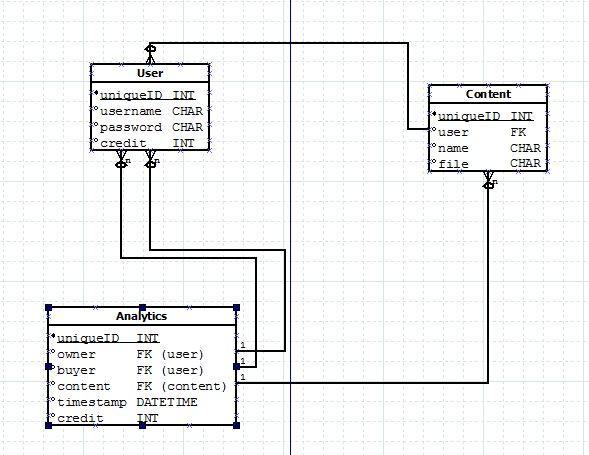 User
uniqueID INT
username CHAR
password CHAR
credit INT
n n
Content
uniqueID INT
user FK
name CHAR
file CHAR
n
Analytics
uniqueID INT
owner FK (user)
buyer FK (user)
content FK (content)
timestamp DATETIME
credit INT
1
1
1